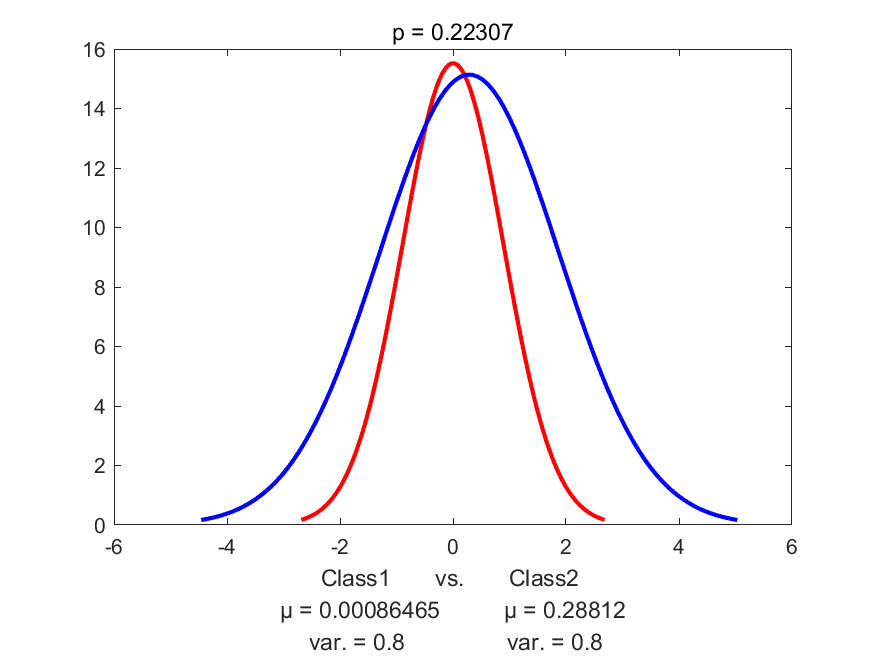 p = 0.22307
16
14
12
10
8
6
4
2
0
-6 -4 -2 0 2 4 6
Class1 vs. Class2
μ = 0.00086465 μ = 0.28812
var. = 0.8 var. = 0.8